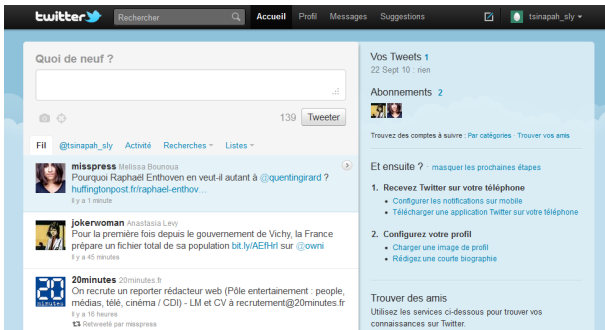 twitter
Rechercher
Accueil Profil Messages Suggestions
tsinapah_sly
Quoi de neuf ?
139 Tweeter
Fil @tsinapah_sly Activité Recherches Listes
misspress Melissa Bounoua
Pourquoi Raphaël Enthoven en veut-il autant à @quentingirard ?
huffingtonpost.fr/raphael-enthov…
Il y a 1 minute
jokerwoman Anastasia Levy
Pour la première fois depuis le gouvernement de Vichy, la France
prépare un fichier total de sa population bit.ly/AEfHrI sur @owni
Il y a 45 minutes
20 minutes
20minutes 20minutes.fr
On recrute un reporter rédacteur web (Pôle entertainement : people,
médias, télé, cinéma / CDI) - LM et CV à recrutement@20minutes.fr
Il y a 16 heures
Retweeté par misspress
Vos Tweets 1
22 Sept 10 : rien
Abonnements 2
Trouvez des comptes à suivre : Par catégories · Trouver vos amis
Et ensuite ? · masquer les prochaines étapes
1. Recevez Twitter sur votre téléphone
• Configurer les notifications sur mobile
• Télécharger une application Twitter sur votre téléphone
2. Configurez votre profil
• Charger une image de profil
• Rédigez une courte biographie
Trouver des amis
Utilisez les services ci-dessous pour trouver vos
connaissances sur Twitter.